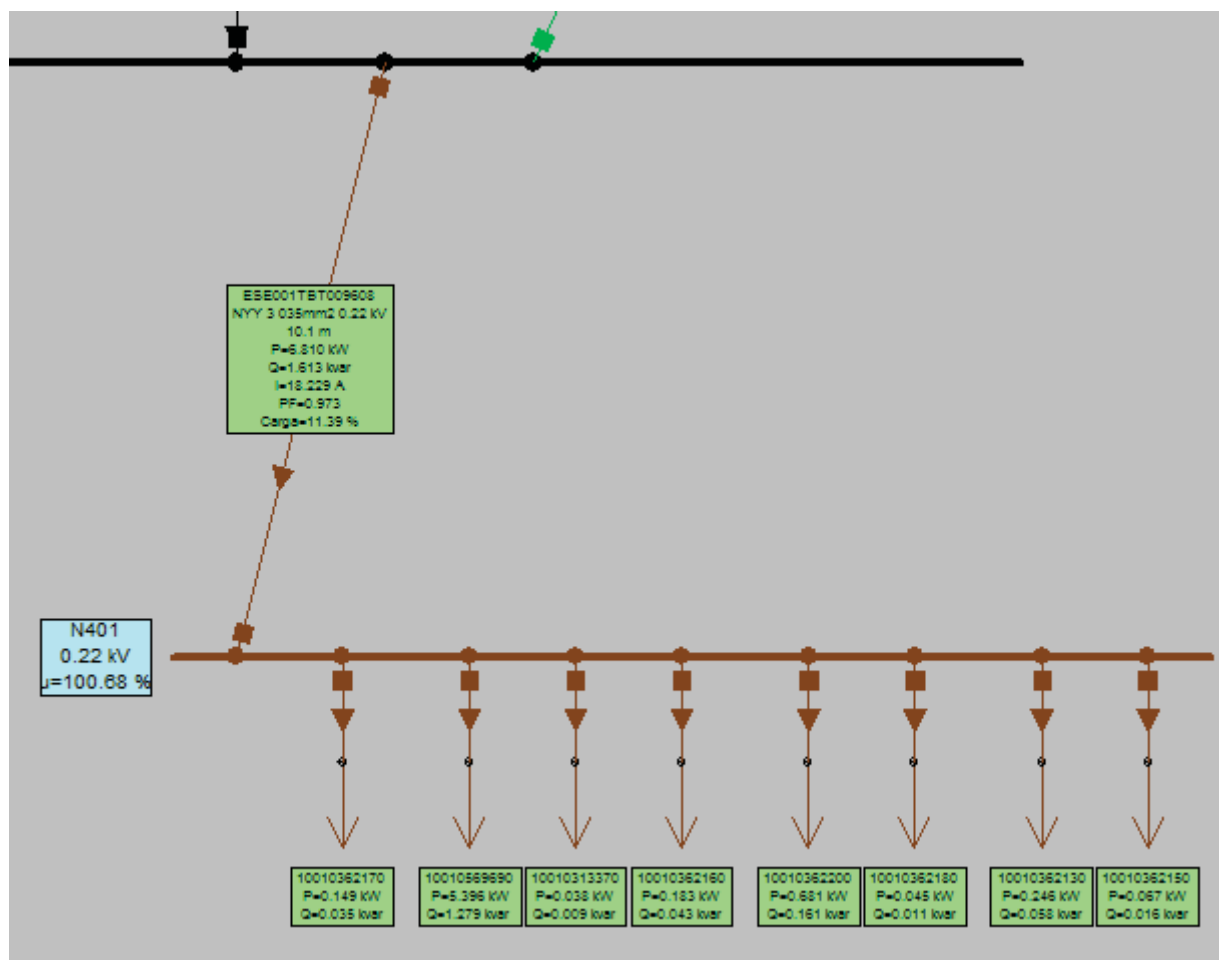 ESE001TBT009608
NYY 3 035mm2 0.22 kV
10.1 m
P=6.810 kW
Q=1.613 kvar
I=18.229 A
PF=0.973
Carga=11.39 %
N401
0.22 kV
u=100.68 %
10010362170
P=0.149 kW
Q=0.035 kvar
10010569690
P=5.396 kW
Q=1.279 kvar
10010313370
P=0.038 kW
Q=0.009 kvar
10010362160
P=0.183 kW
Q=0.043 kvar
10010362200
P=0.681 kW
Q=0.161 kvar
10010362180
P=0.045 kW
Q=0.011 kvar
10010362130
P=0.246 kW
Q=0.058 kvar
10010362150
P=0.067 kW
Q=0.016 kvar